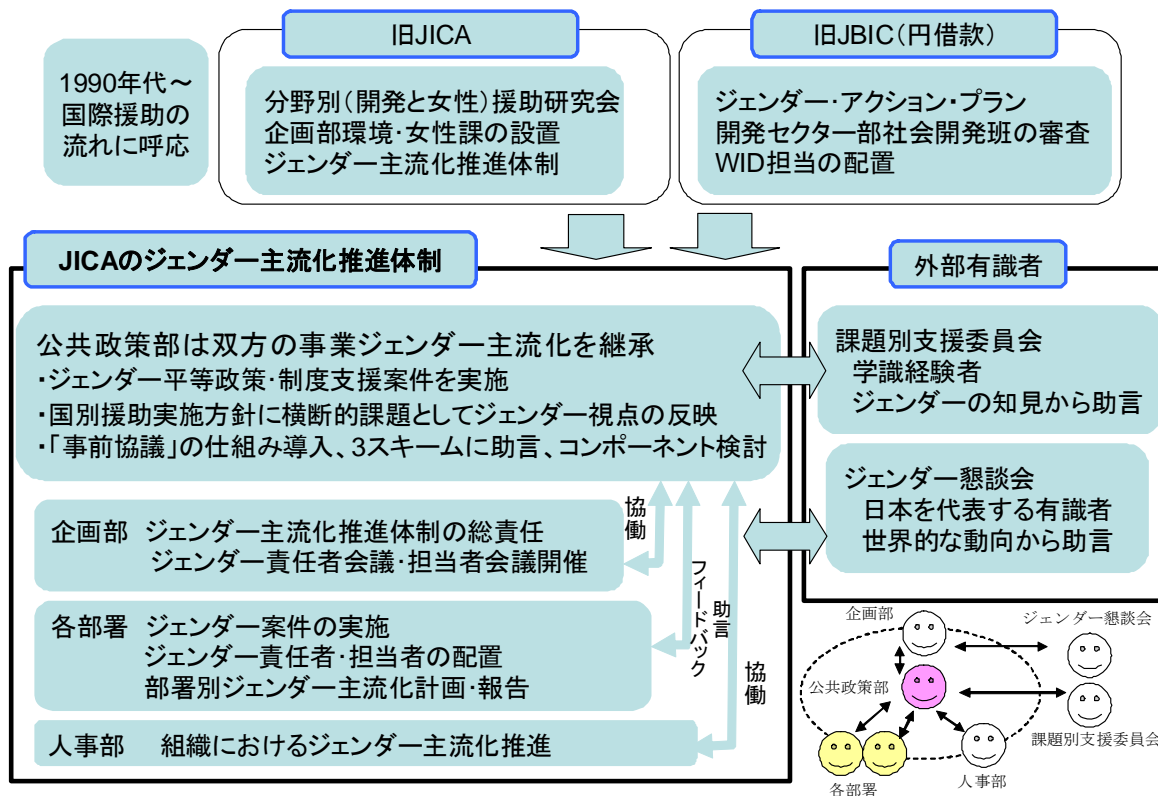 1990年代～
国際援助の
流れに呼応
旧JICA
分野別（開発と女性）援助研究会
企画部環境･女性課の設置
ジェンダー主流化推進体制
旧JBIC（円借款）
ジェンダー･アクション・プラン
開発セクター部社会開発班の審査
WID担当の配置
JICAのジェンダー主流化推進体制
公共政策部は双方の事業ジェンダー主流化を継承
・ジェンダー平等政策･制度支援案件を実施
・国別援助実施方針に横断的課題としてジェンダー視点の反映
・「事前協議」の仕組み導入、3スキームに助言、コンポーネント検討
協働
企画部　ジェンダー主流化推進体制の総責任
ジェンダー責任者会議･担当者会議開催
フィードバック
助言
各部署　ジェンダー案件の実施
ジェンダー責任者･担当者の配置
部署別ジェンダー主流化計画･報告
協働
人事部　組織におけるジェンダー主流化推進
外部有識者
課題別支援委員会
学識経験者
ジェンダーの知見から助言
ジェンダー懇談会
日本を代表する有識者
世界的な動向から助言
企画部
ジェンダー懇談会
公共政策部
課題別支援委員会
人事部
各部署